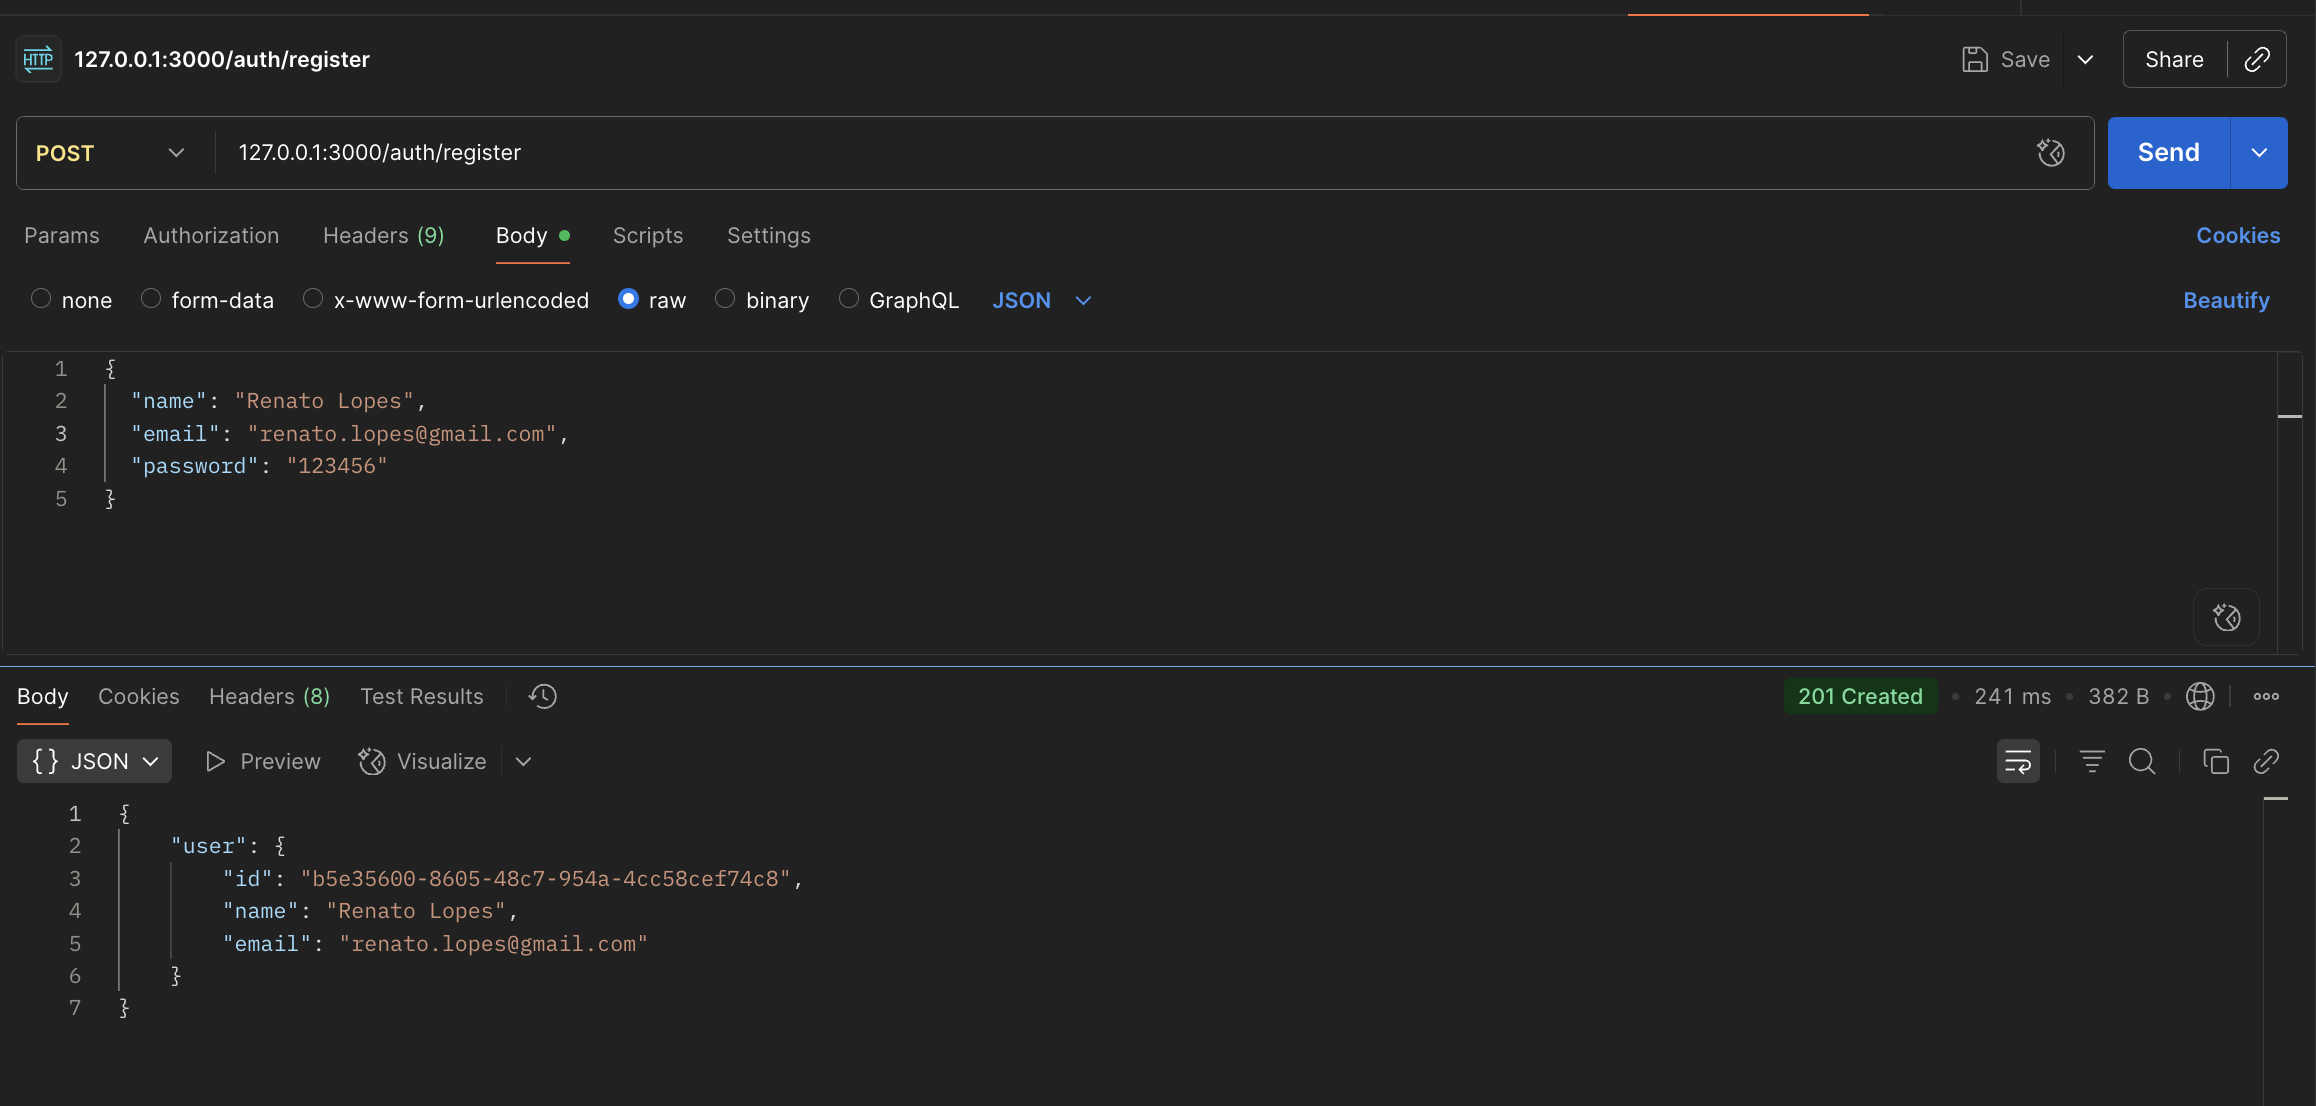 HTTP 127.0.0.1:3000/auth/register Save Share
POST 127.0.0.1:3000/auth/register Send
Params Authorization Headers (9) Body Scripts Settings Cookies
none form-data x-www-form-urlencoded raw binary GraphQL JSON Beautify
1 {
2 "name": "Renato Lopes",
3 "email": "renato.lopes@gmail.com",
4 "password": "123456"
5 }
Body Cookies Headers (8) Test Results 201 Created • 241 ms • 382 B •
{} JSON Preview Visualize
1 {
2 "user": {
3 "id": "b5e35600-8605-48c7-954a-4cc58cef74c8",
4 "name": "Renato Lopes",
5 "email": "renato.lopes@gmail.com"
6 }
7 }